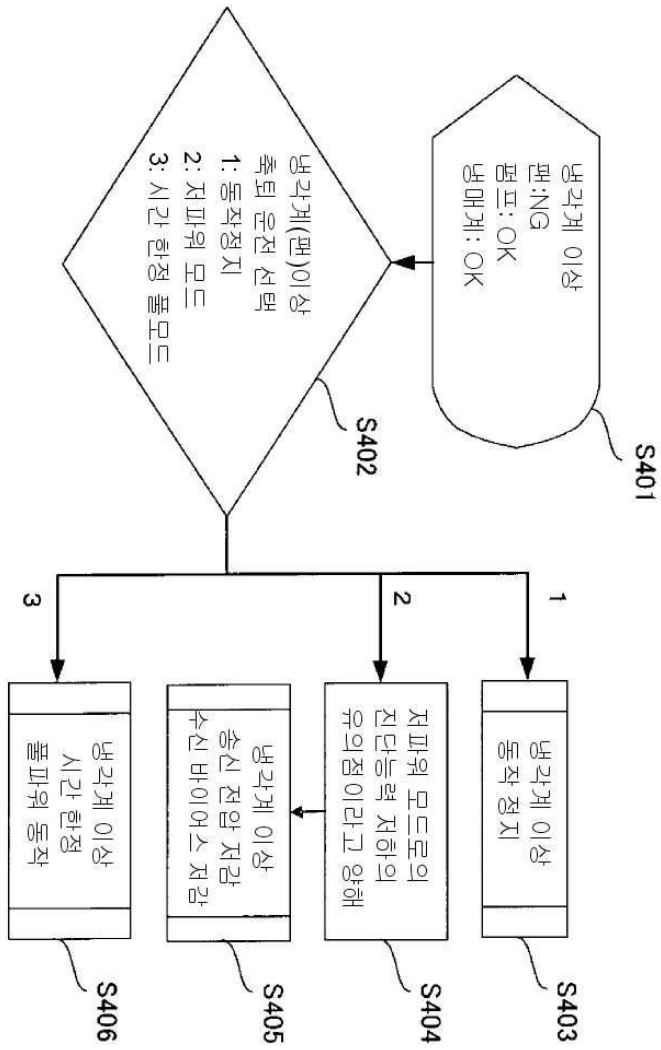 냉각계 이상
팬:NG
펌프: OK
냉매계: OK
S401
냉각계(팬)이상
축퇴 운전 선택
1: 동작정지
2: 저파워 모드
3: 시간 한정 풀모드
S402
1
냉각계 이상
동작 정지
S403
2
저파워 모드로의
진단능력 저하의
유의점이라고 양해
S404
냉각계 이상
송신 전압 저감
수신 바이어스 저감
S405
3
냉각계 이상
시간 한정
풀파워 동작
S406